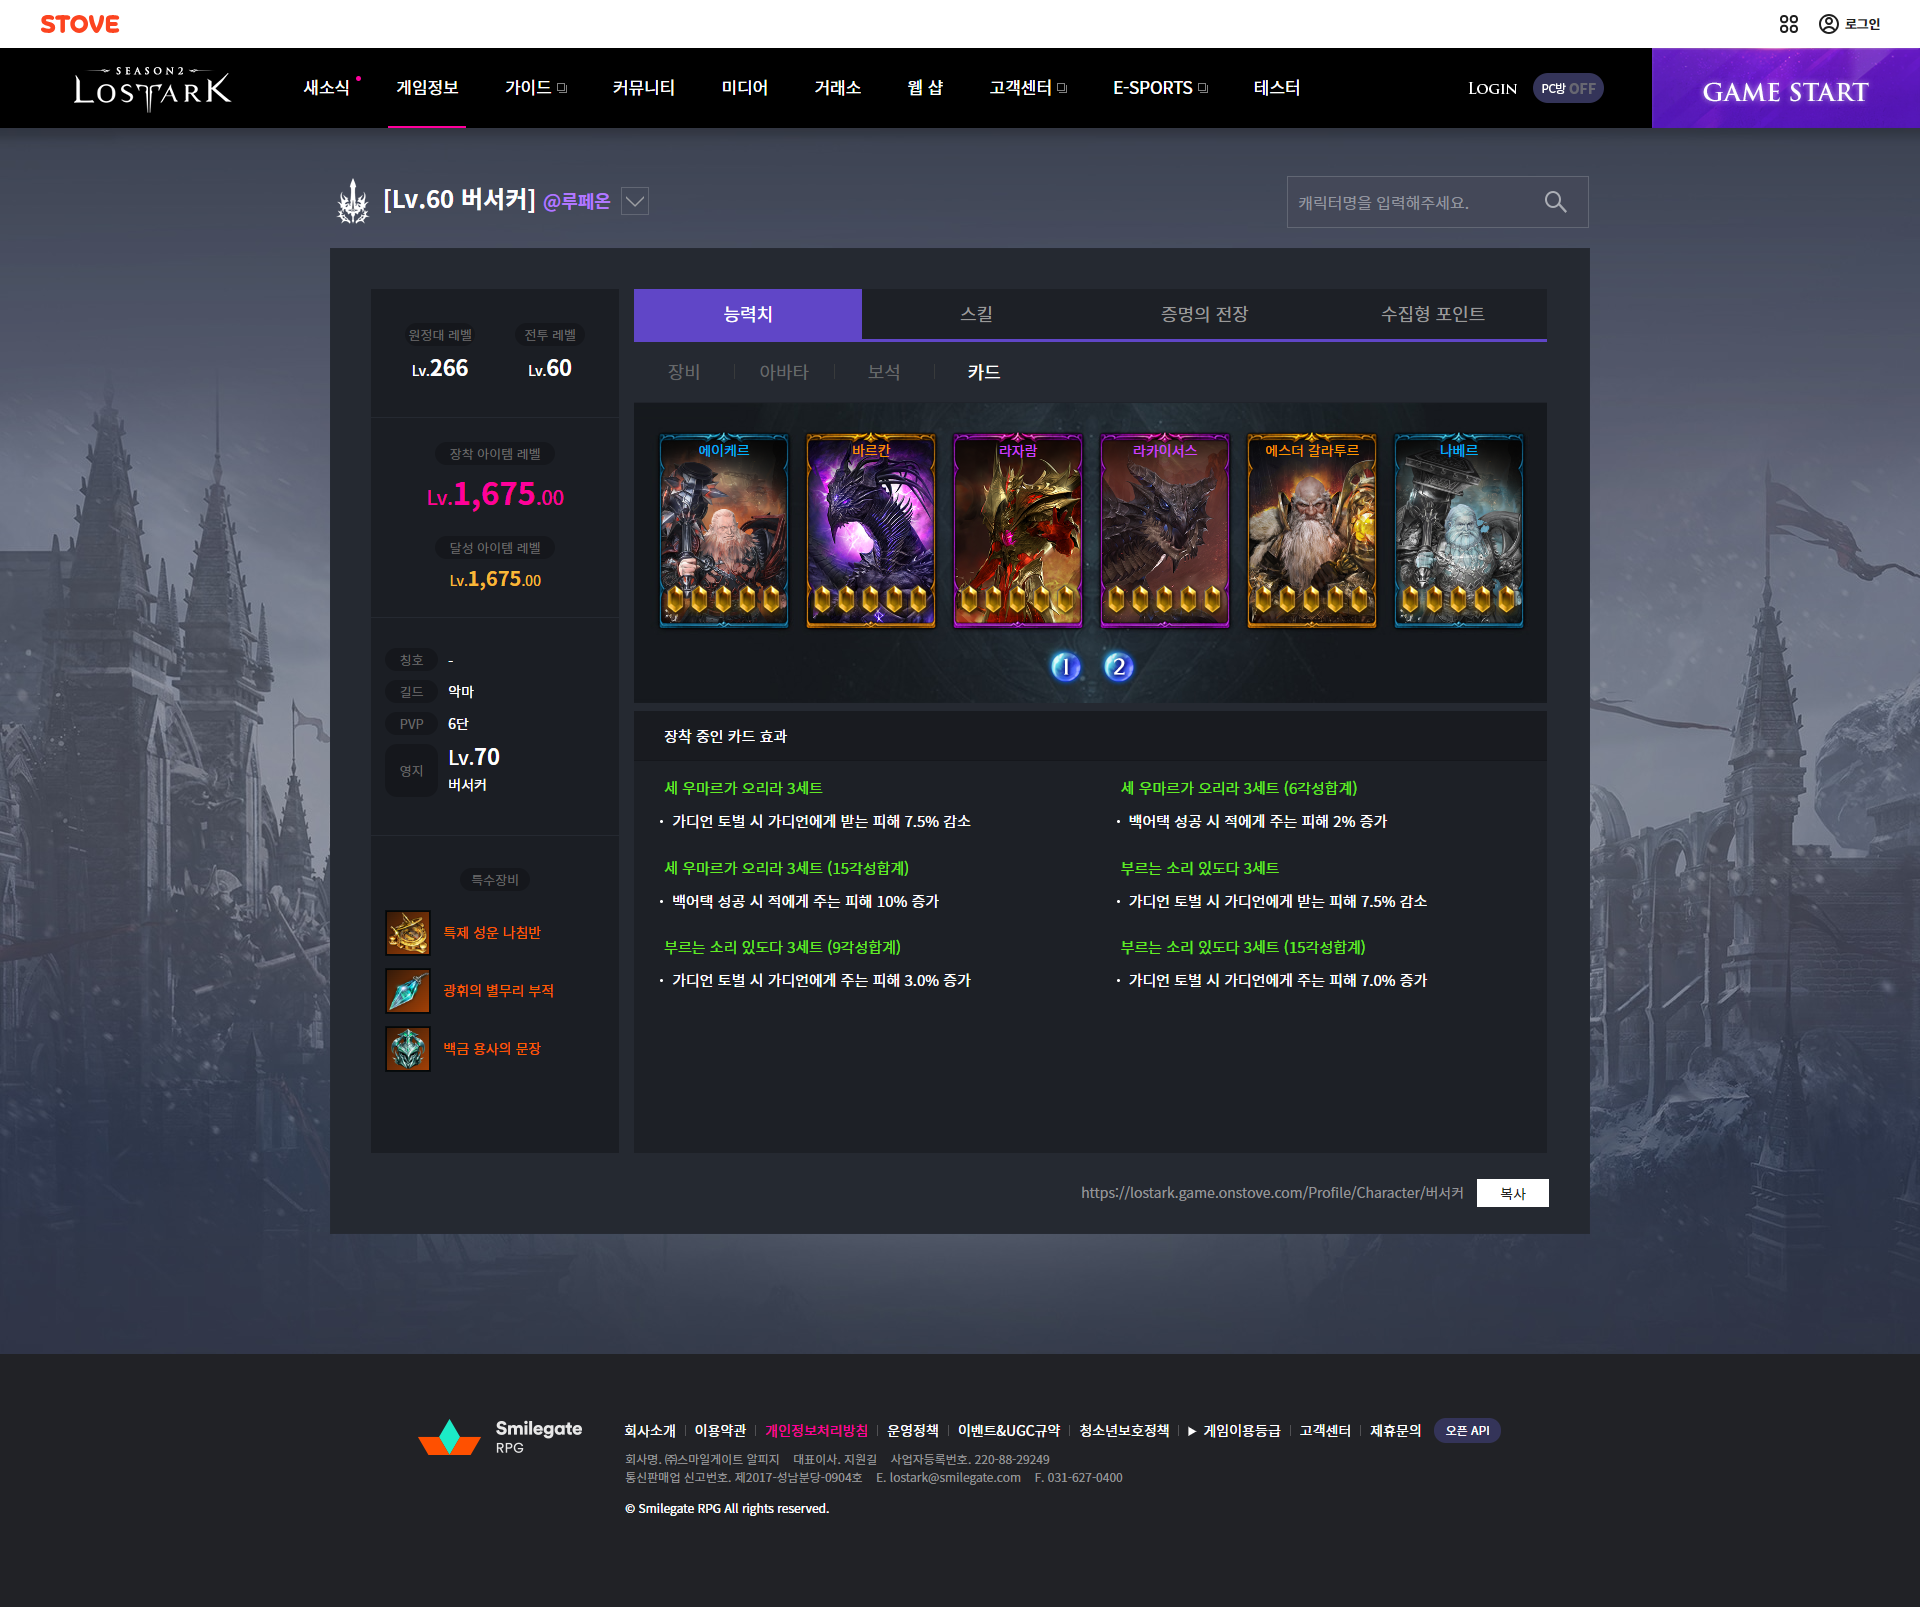 STOVE
로그인
SEASON2
LOSTARK
새소식 게임정보 가이드 커뮤니티 미디어 거래소 웹 샵 고객센터 E-SPORTS 테스터
LOGIN
PC방 OFF
GAME START
[Lv.60 버서커] @루페온
캐릭터명을 입력해주세요.
원정대 레벨 전투 레벨
Lv.266 Lv.60
장착 아이템 레벨
Lv.1,675.00
달성 아이템 레벨
Lv.1,675.00
칭호 -
길드 악마
PVP 6단
영지 Lv.70
버서커
특수장비
특제 성운 나침반
광휘의 별무리 부적
백금 용사의 문장
능력치 스킬 증명의 전장 수집형 포인트
장비 아바타 보석 카드
에이케르 바르칸 라자람 라카이서스 에스더 갈라투르 나베르
1 2
장착 중인 카드 효과
세 우마르가 오리라 3세트
· 가디언 토벌 시 가디언에게 받는 피해 7.5% 감소
세 우마르가 오리라 3세트 (6각성합계)
· 백어택 성공 시 적에게 주는 피해 2% 증가
세 우마르가 오리라 3세트 (15각성합계)
· 백어택 성공 시 적에게 주는 피해 10% 증가
부르는 소리 있도다 3세트
· 가디언 토벌 시 가디언에게 받는 피해 7.5% 감소
부르는 소리 있도다 3세트 (9각성합계)
· 가디언 토벌 시 가디언에게 주는 피해 3.0% 증가
부르는 소리 있도다 3세트 (15각성합계)
· 가디언 토벌 시 가디언에게 주는 피해 7.0% 증가
https://lostark.game.onstove.com/Profile/Character/버서커 복사
Smilegate
RPG
회사소개 이용약관 개인정보처리방침 운영정책 이벤트&UGC규약 청소년보호정책 ▶ 게임이용등급 고객센터 제휴문의 오픈 API
회사명. ㈜스마일게이트 알피지 대표이사. 지원길 사업자등록번호. 220-88-29249
통신판매업 신고번호. 제2017-성남분당-0904호 E. lostark@smilegate.com F. 031-627-0400
© Smilegate RPG All rights reserved.